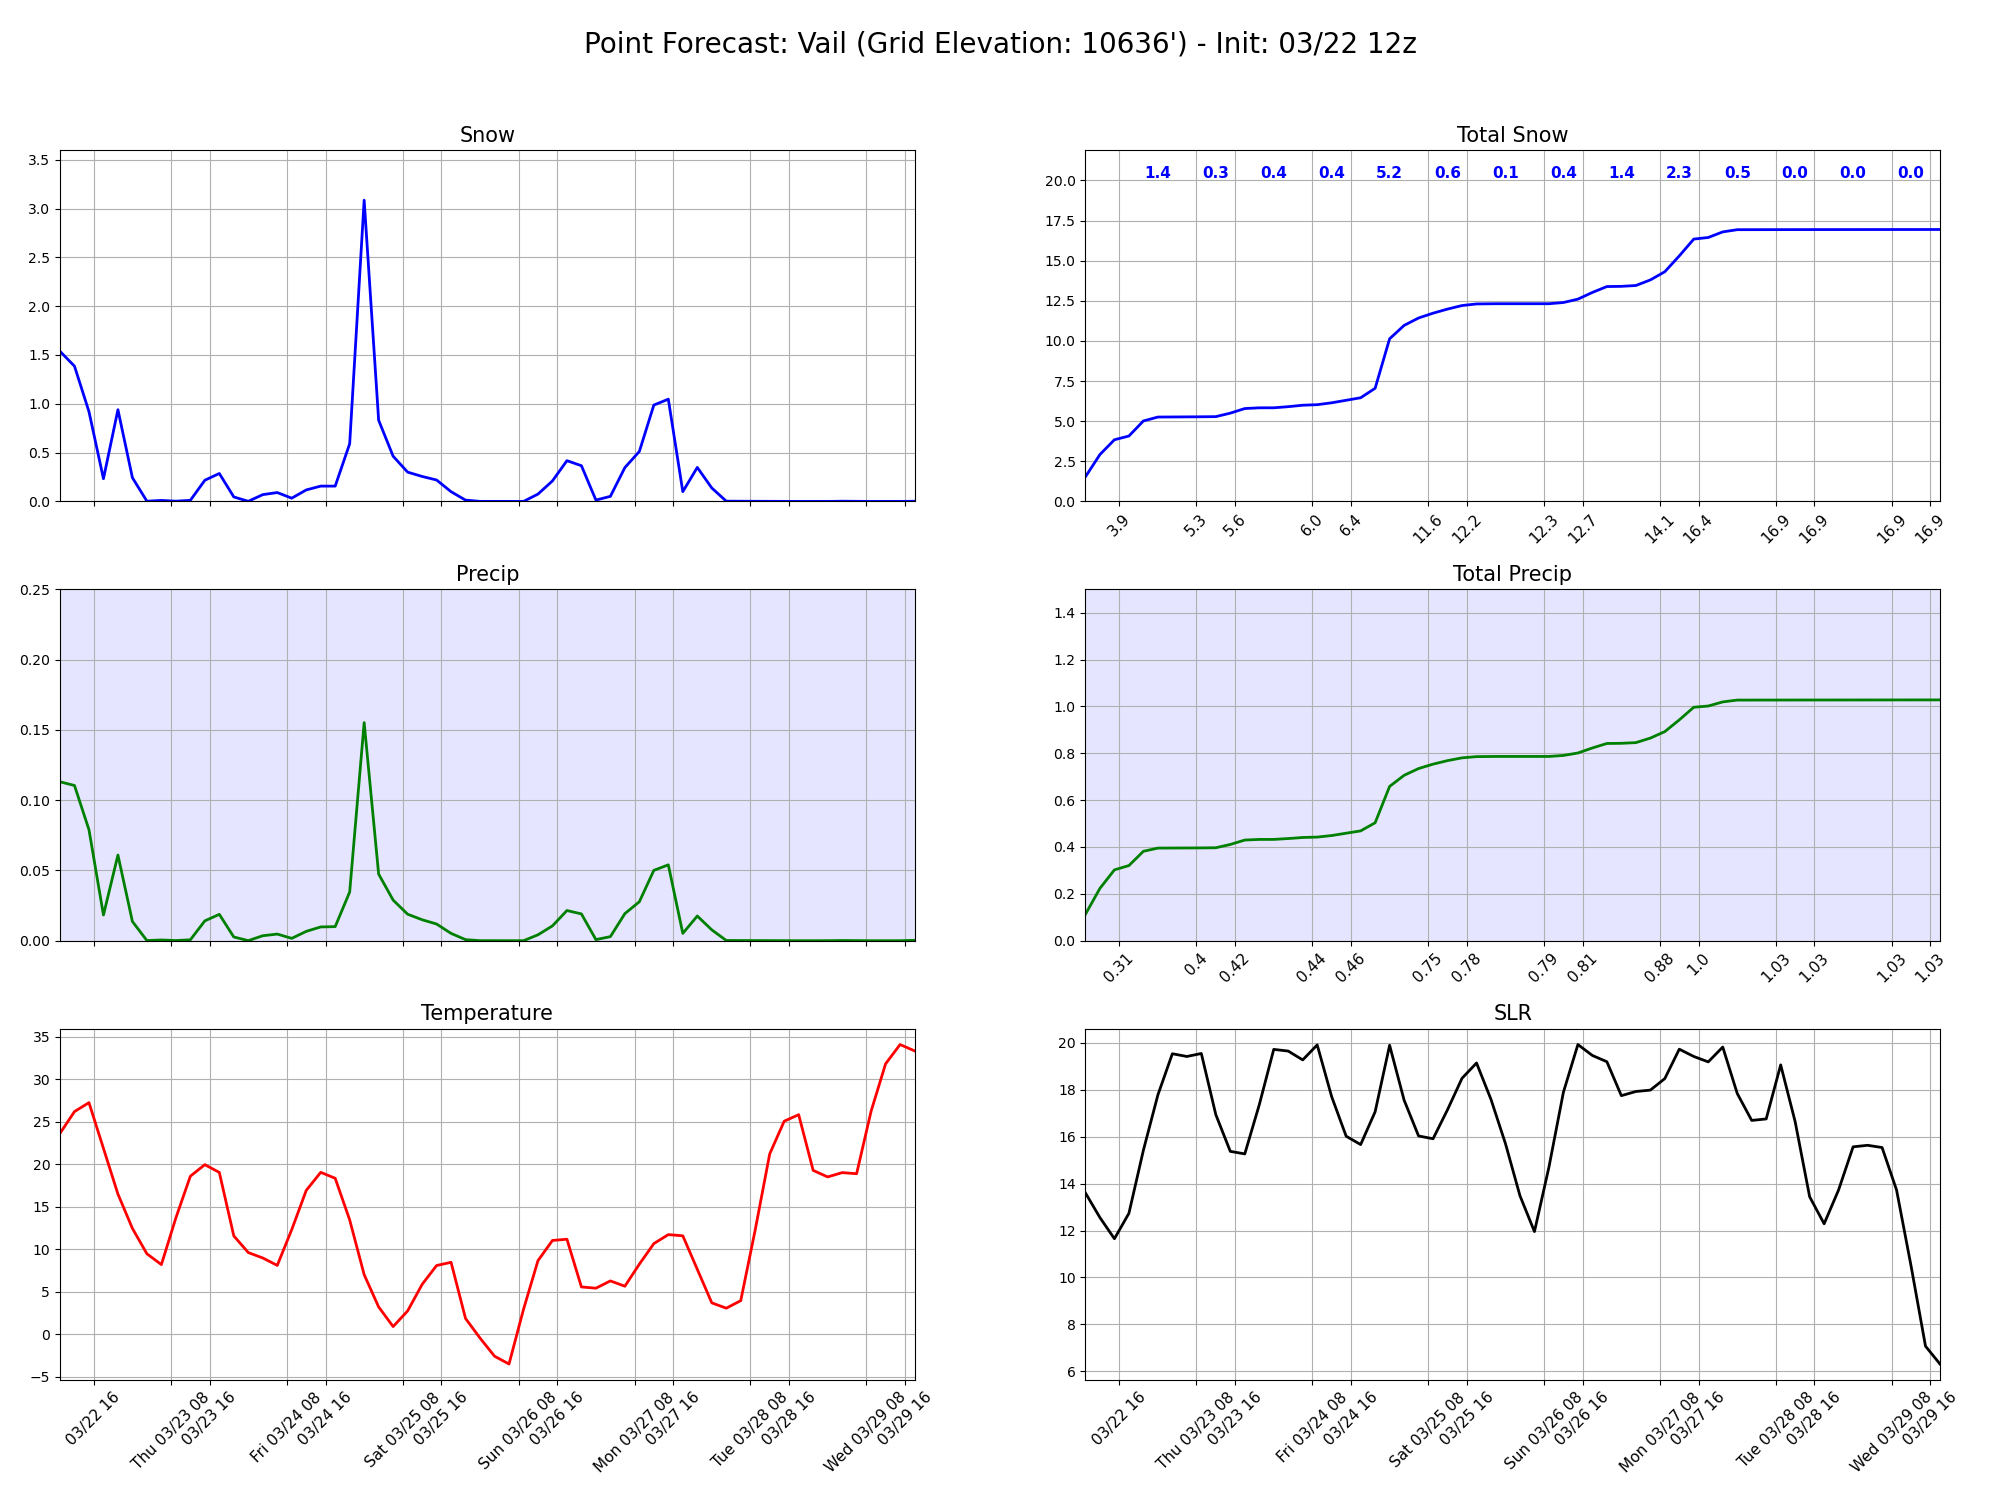 Point Forecast: Vail (Grid Elevation: 10636') - Init: 03/22 12z
Snow
3.5
3.0
2.5
2.0
1.5
1.0
0.5
0.0
Total Snow
1.4 0.3 0.4 0.4 5.2 0.6 0.1 0.4 1.4 2.3 0.5 0.0 0.0 0.0
20.0
17.5
15.0
12.5
10.0
7.5
5.0
2.5
0.0
3.9 5.3 5.6 6.0 6.4 11.6 12.2 12.3 12.7 14.1 16.4 16.9 16.9 16.9 16.9
Precip
0.25
0.20
0.15
0.10
0.05
0.00
Total Precip
1.4
1.2
1.0
0.8
0.6
0.4
0.2
0.0
0.31 0.4 0.42 0.44 0.46 0.75 0.78 0.79 0.81 0.88 1.0 1.03 1.03 1.03 1.03
Temperature
35
30
25
20
15
10
5
0
−5
03/22 16
Thu 03/23 08
03/23 16
Fri 03/24 08
03/24 16
Sat 03/25 08
03/25 16
Sun 03/26 08
03/26 16
Mon 03/27 08
03/27 16
Tue 03/28 08
03/28 16
Wed 03/29 08
03/29 16
SLR
20
18
16
14
12
10
8
6
03/22 16
Thu 03/23 08
03/23 16
Fri 03/24 08
03/24 16
Sat 03/25 08
03/25 16
Sun 03/26 08
03/26 16
Mon 03/27 08
03/27 16
Tue 03/28 08
03/28 16
Wed 03/29 08
03/29 16